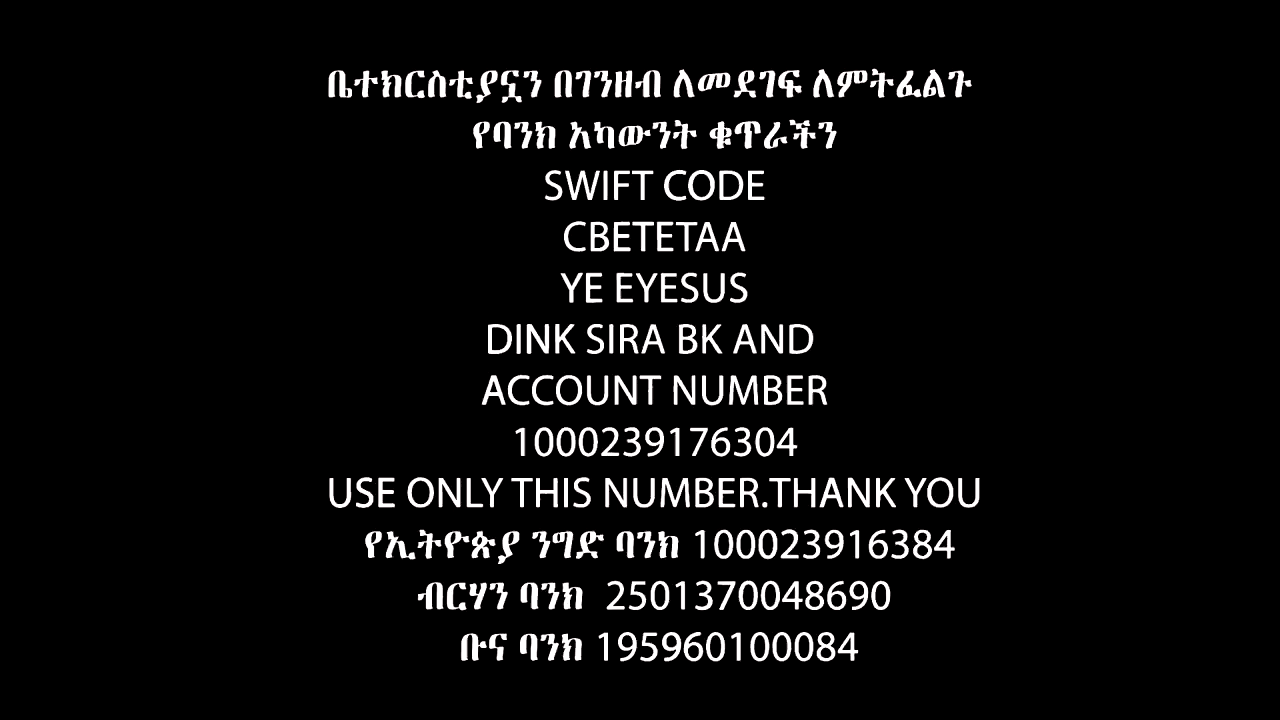 ቤተክርስቲያኗን በገንዘብ ለመደገፍ ለምትፈልጉ
የባንክ አካውንት ቁጥራችን
SWIFT CODE
CBETETAA
YE EYESUS
DINK SIRA BK AND
ACCOUNT NUMBER
1000239176304
USE ONLY THIS NUMBER.THANK YOU
የኢትዮጵያ ንግድ ባንክ 100023916384
ብርሃን ባንክ 2501370048690
ቡና ባንክ 195960100084